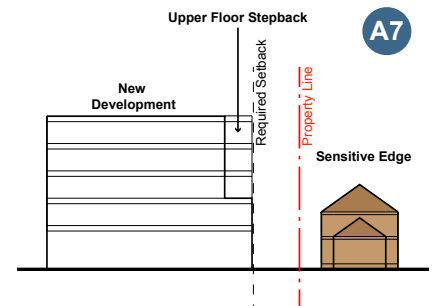 Upper Floor Stepback
A7
New
Development
Required Setback
Property Line
Sensitive Edge